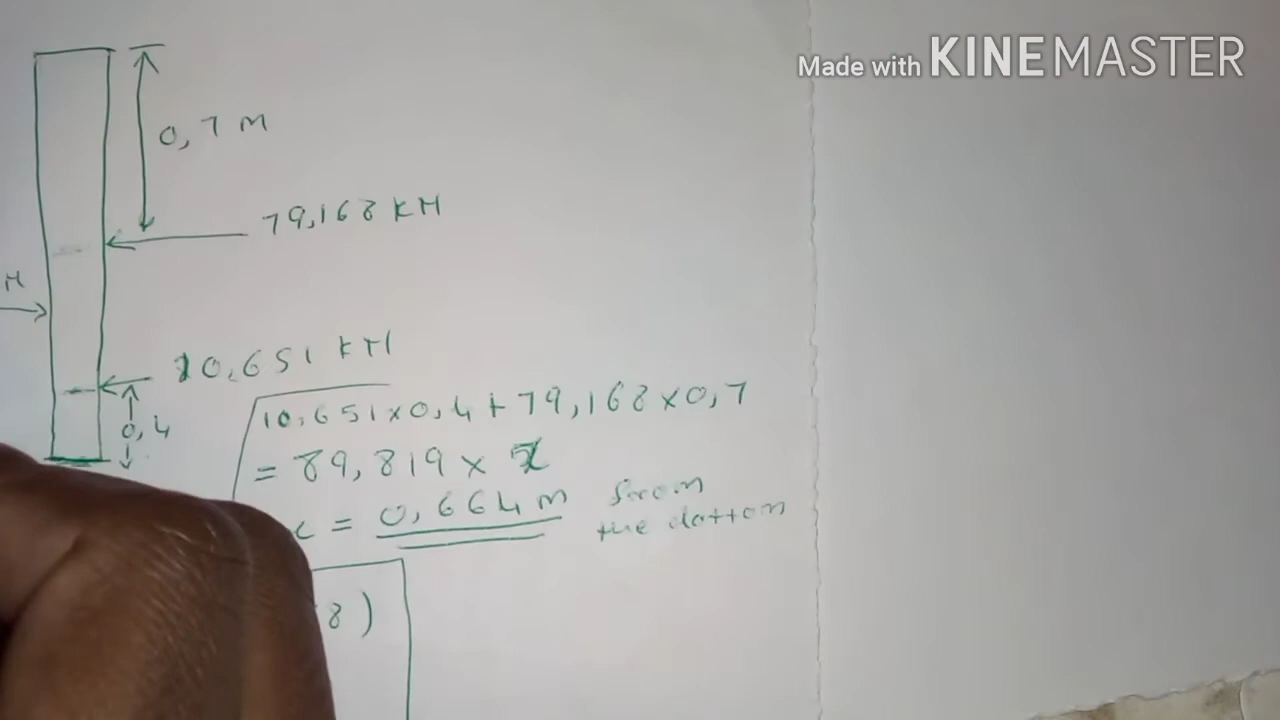 Made with KINEMASTER
0,7 M
79,168 KN
N
10,651 KN
0,4
10,651 x 0,4 + 79,168 x 0,7
= 89,819 x x
x = 0,664 m from
the bottom
8)